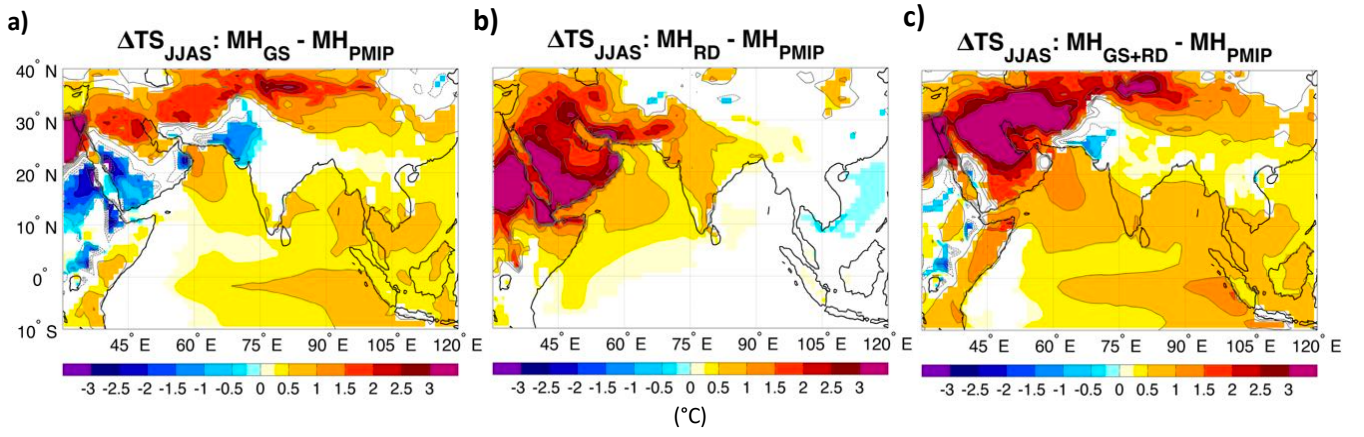 a)
ΔTS_JJAS: MH_GS - MH_PMIP
40° N
30° N
20° N
10° N
0°
10° S
45° E 60° E 75° E 90° E 105° E 120° E
-3 -2.5 -2 -1.5 -1 -0.5 0 0.5 1 1.5 2 2.5 3
b)
ΔTS_JJAS: MH_RD - MH_PMIP
45° E 60° E 75° E 90° E 105° E 120° E
-3 -2.5 -2 -1.5 -1 -0.5 0 0.5 1 1.5 2 2.5 3
(°C)
c)
ΔTS_JJAS: MH_GS+RD - MH_PMIP
45° E 60° E 75° E 90° E 105° E 120° E
-3 -2.5 -2 -1.5 -1 -0.5 0 0.5 1 1.5 2 2.5 3